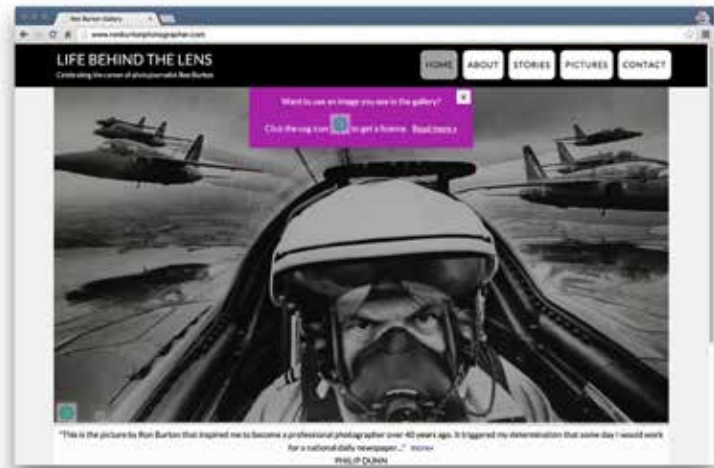 Ron Burton Gallery
www.ronburtonphotographer.com
LIFE BEHIND THE LENS
Celebrating the career of photojournalist Ron Burton
HOME
ABOUT
STORIES
PICTURES
CONTACT
Want to use an image you see in the gallery?
x
Click the cog icon to get a licence. Read more »
"This is the picture by Ron Burton that inspired me to become a professional photographer over 40 years ago. It triggered my determination that some day I would work
for a national daily newspaper..." more»
PHILIP DUNN